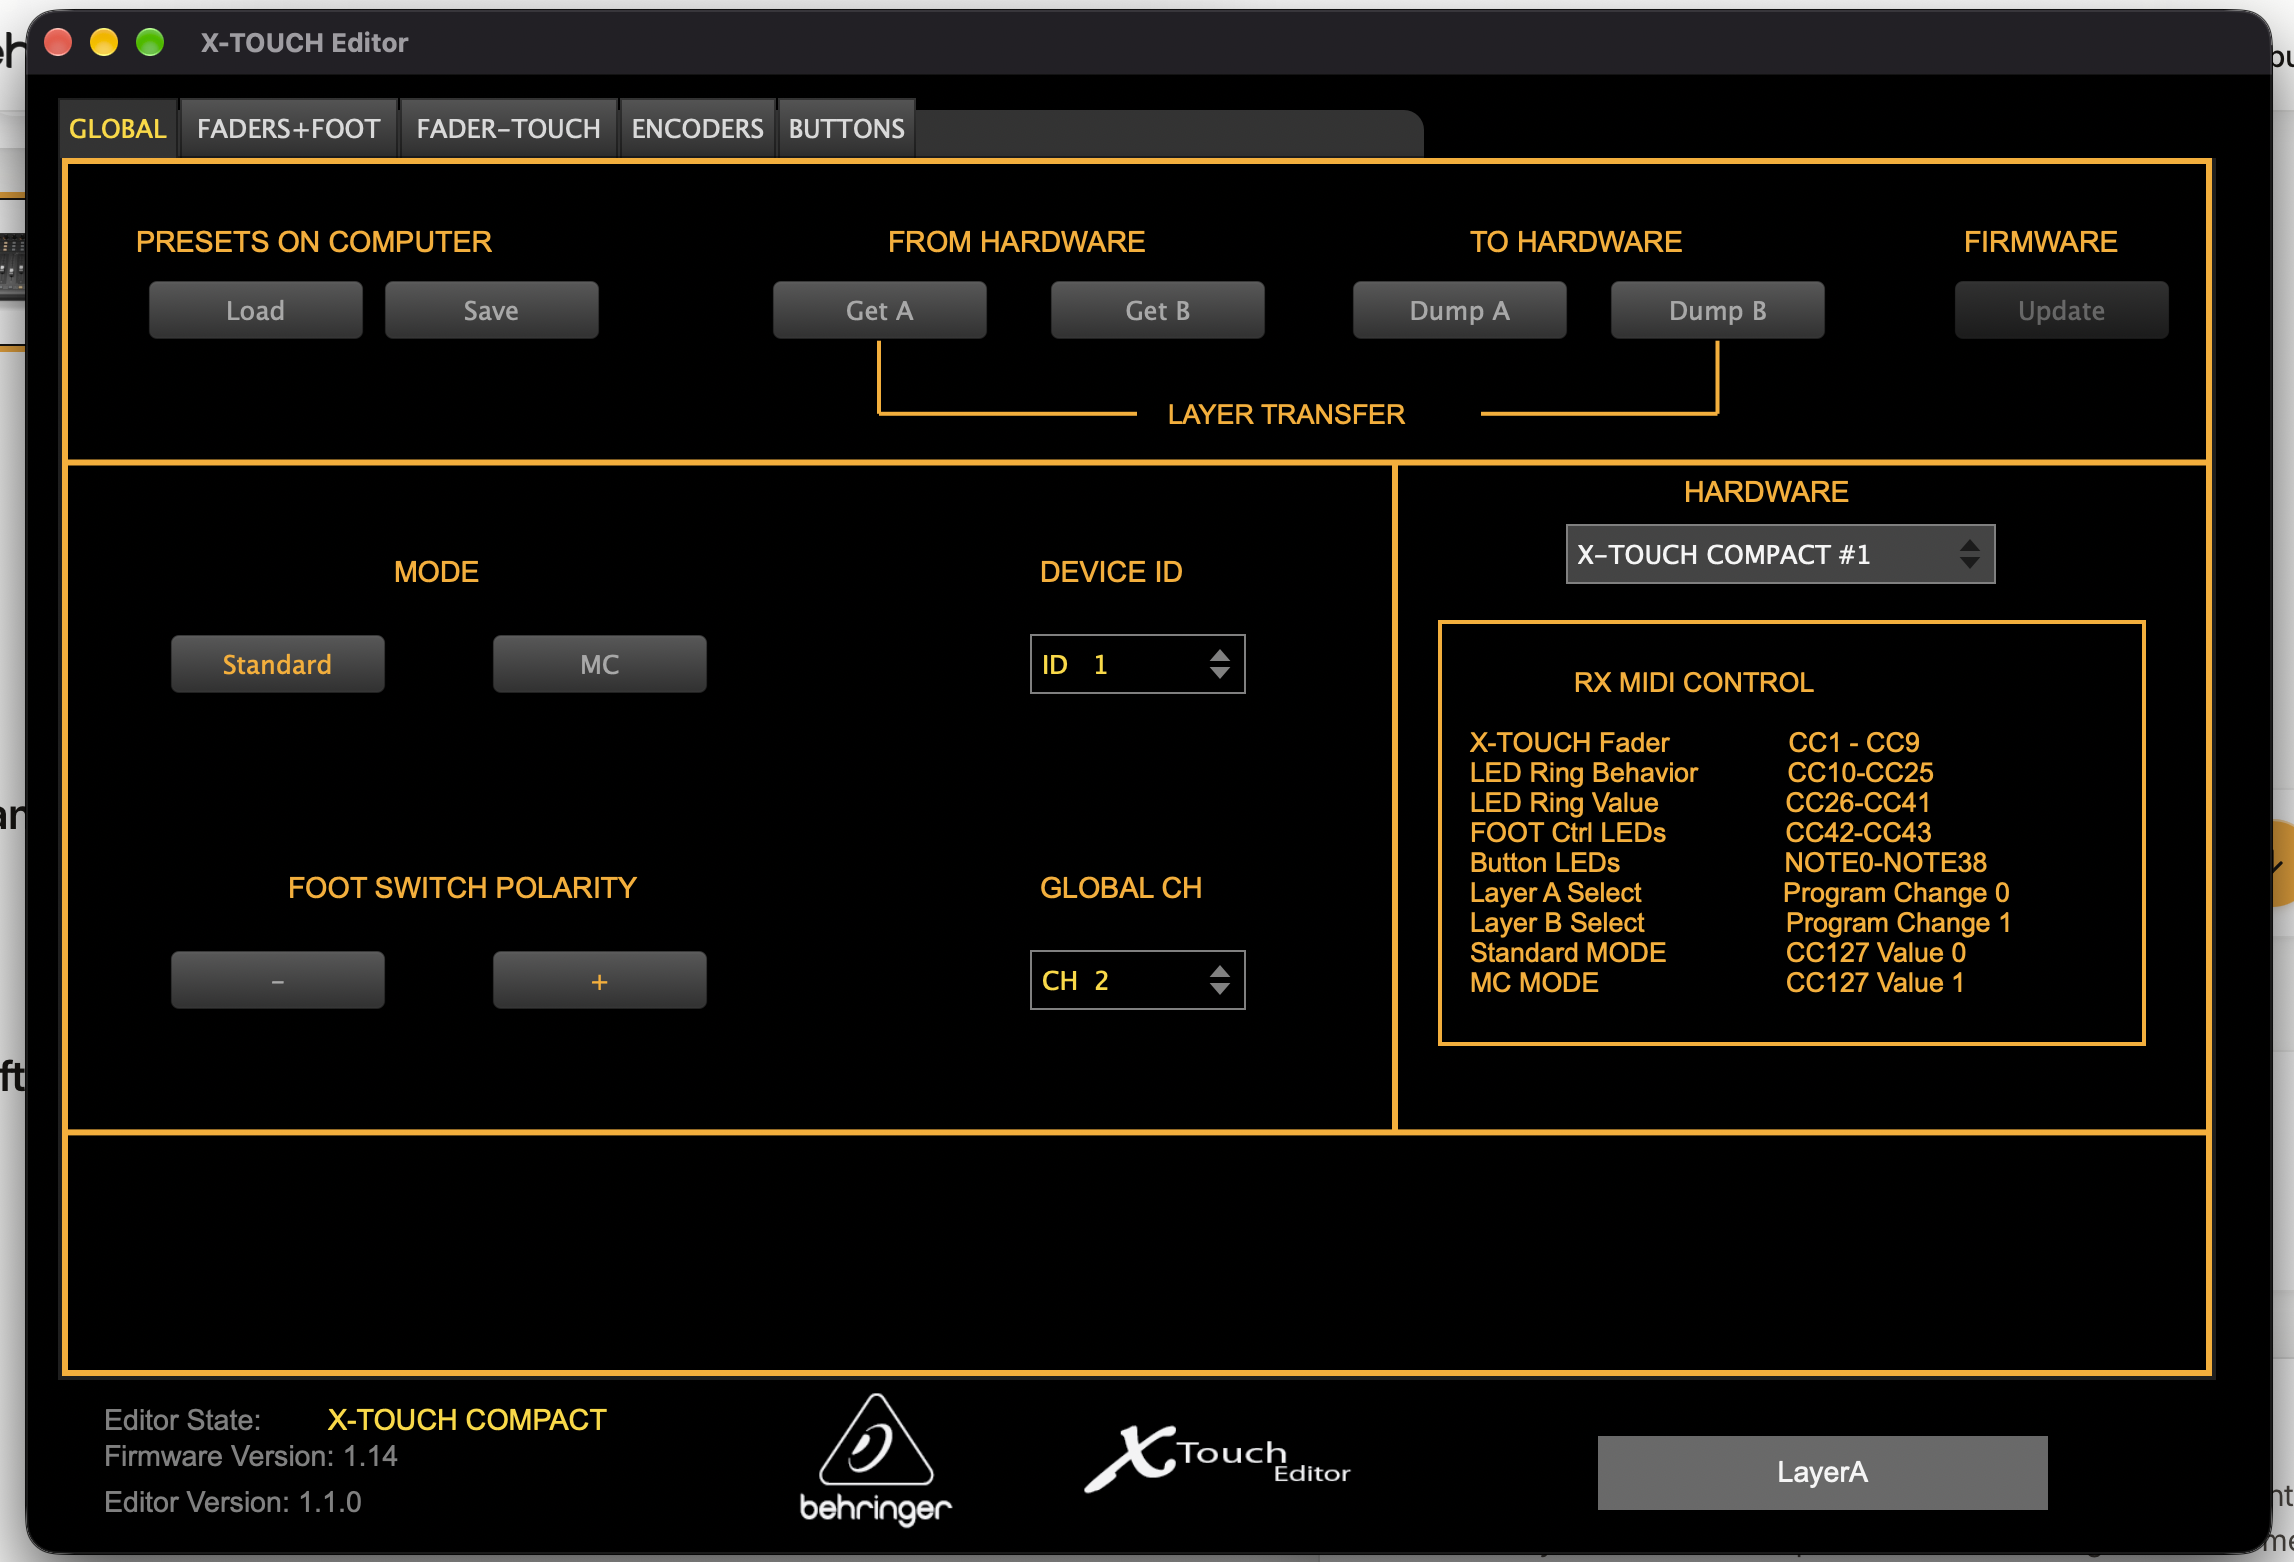 X-TOUCH Editor
GLOBAL FADERS+FOOT FADER-TOUCH ENCODERS BUTTONS
PRESETS ON COMPUTER FROM HARDWARE TO HARDWARE FIRMWARE
Load Save Get A Get B Dump A Dump B Update
LAYER TRANSFER
HARDWARE
X-TOUCH COMPACT #1
MODE DEVICE ID
Standard MC ID 1
RX MIDI CONTROL
X-TOUCH Fader CC1 - CC9
LED Ring Behavior CC10-CC25
LED Ring Value CC26-CC41
FOOT Ctrl LEDs CC42-CC43
Button LEDs NOTE0-NOTE38
Layer A Select Program Change 0
Layer B Select Program Change 1
Standard MODE CC127 Value 0
MC MODE CC127 Value 1
FOOT SWITCH POLARITY GLOBAL CH
- + CH 2
Editor State: X-TOUCH COMPACT
Firmware Version: 1.14
Editor Version: 1.1.0
behringer
X Touch Editor
LayerA